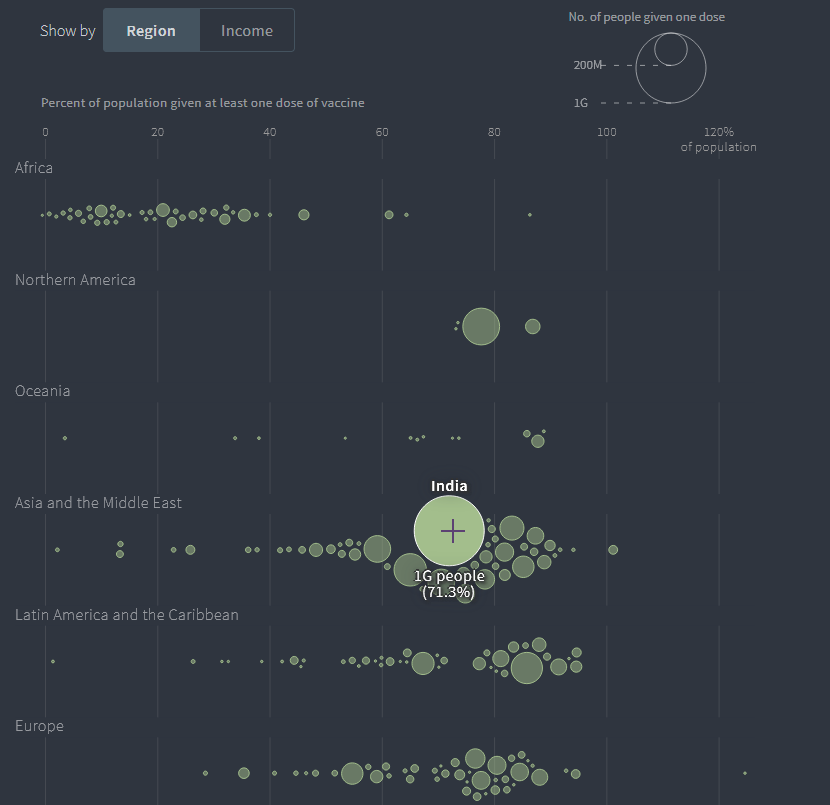 Show by Region Income
No. of people given one dose
200M
1G
Percent of population given at least one dose of vaccine
0 20 40 60 80 100 120%
of population
Africa
Northern America
Oceania
India
Asia and the Middle East
1G people
(71.3%)
Latin America and the Caribbean
Europe